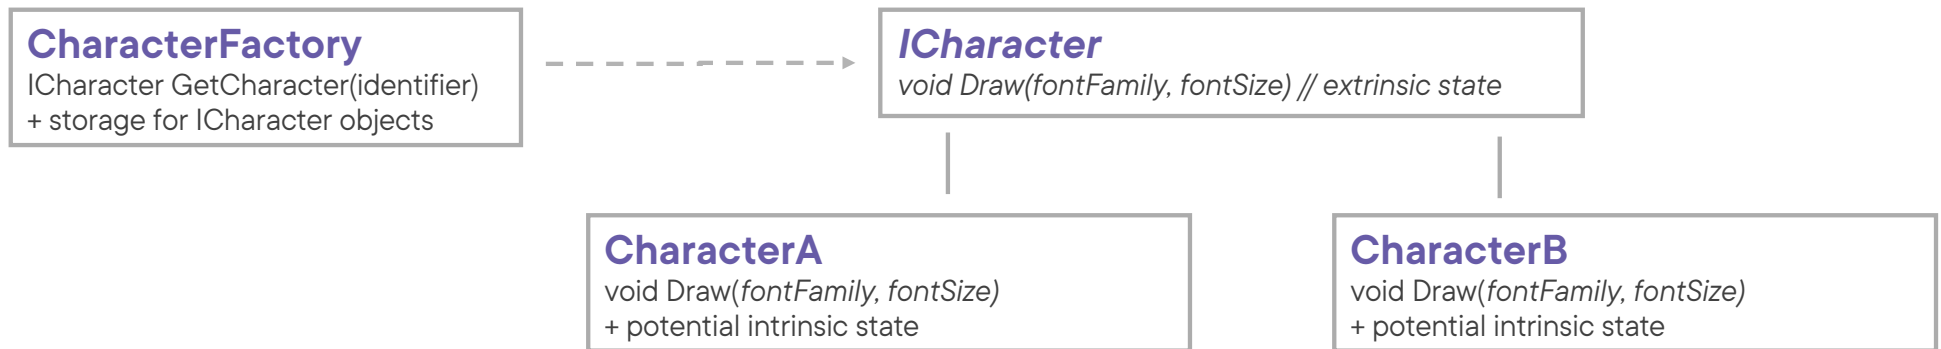 CharacterFactory
ICharacter GetCharacter(identifier)
+ storage for ICharacter objects
ICharacter
void Draw(fontFamily, fontSize) // extrinsic state
CharacterA
void Draw(fontFamily, fontSize)
+ potential intrinsic state
CharacterB
void Draw(fontFamily, fontSize)
+ potential intrinsic state